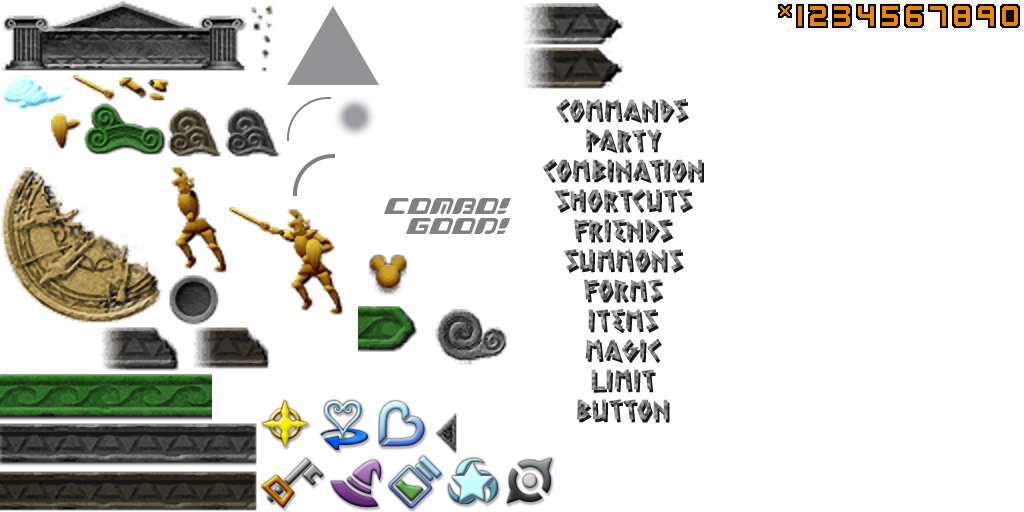 ×1234567890
COMMANDS
PARTY
COMBINATION
SHORTCUTS
COMBO!
GOOD!
FRIENDS
SUMMONS
FORMS
ITEMS
MAGIC
LIMIT
BUTTON